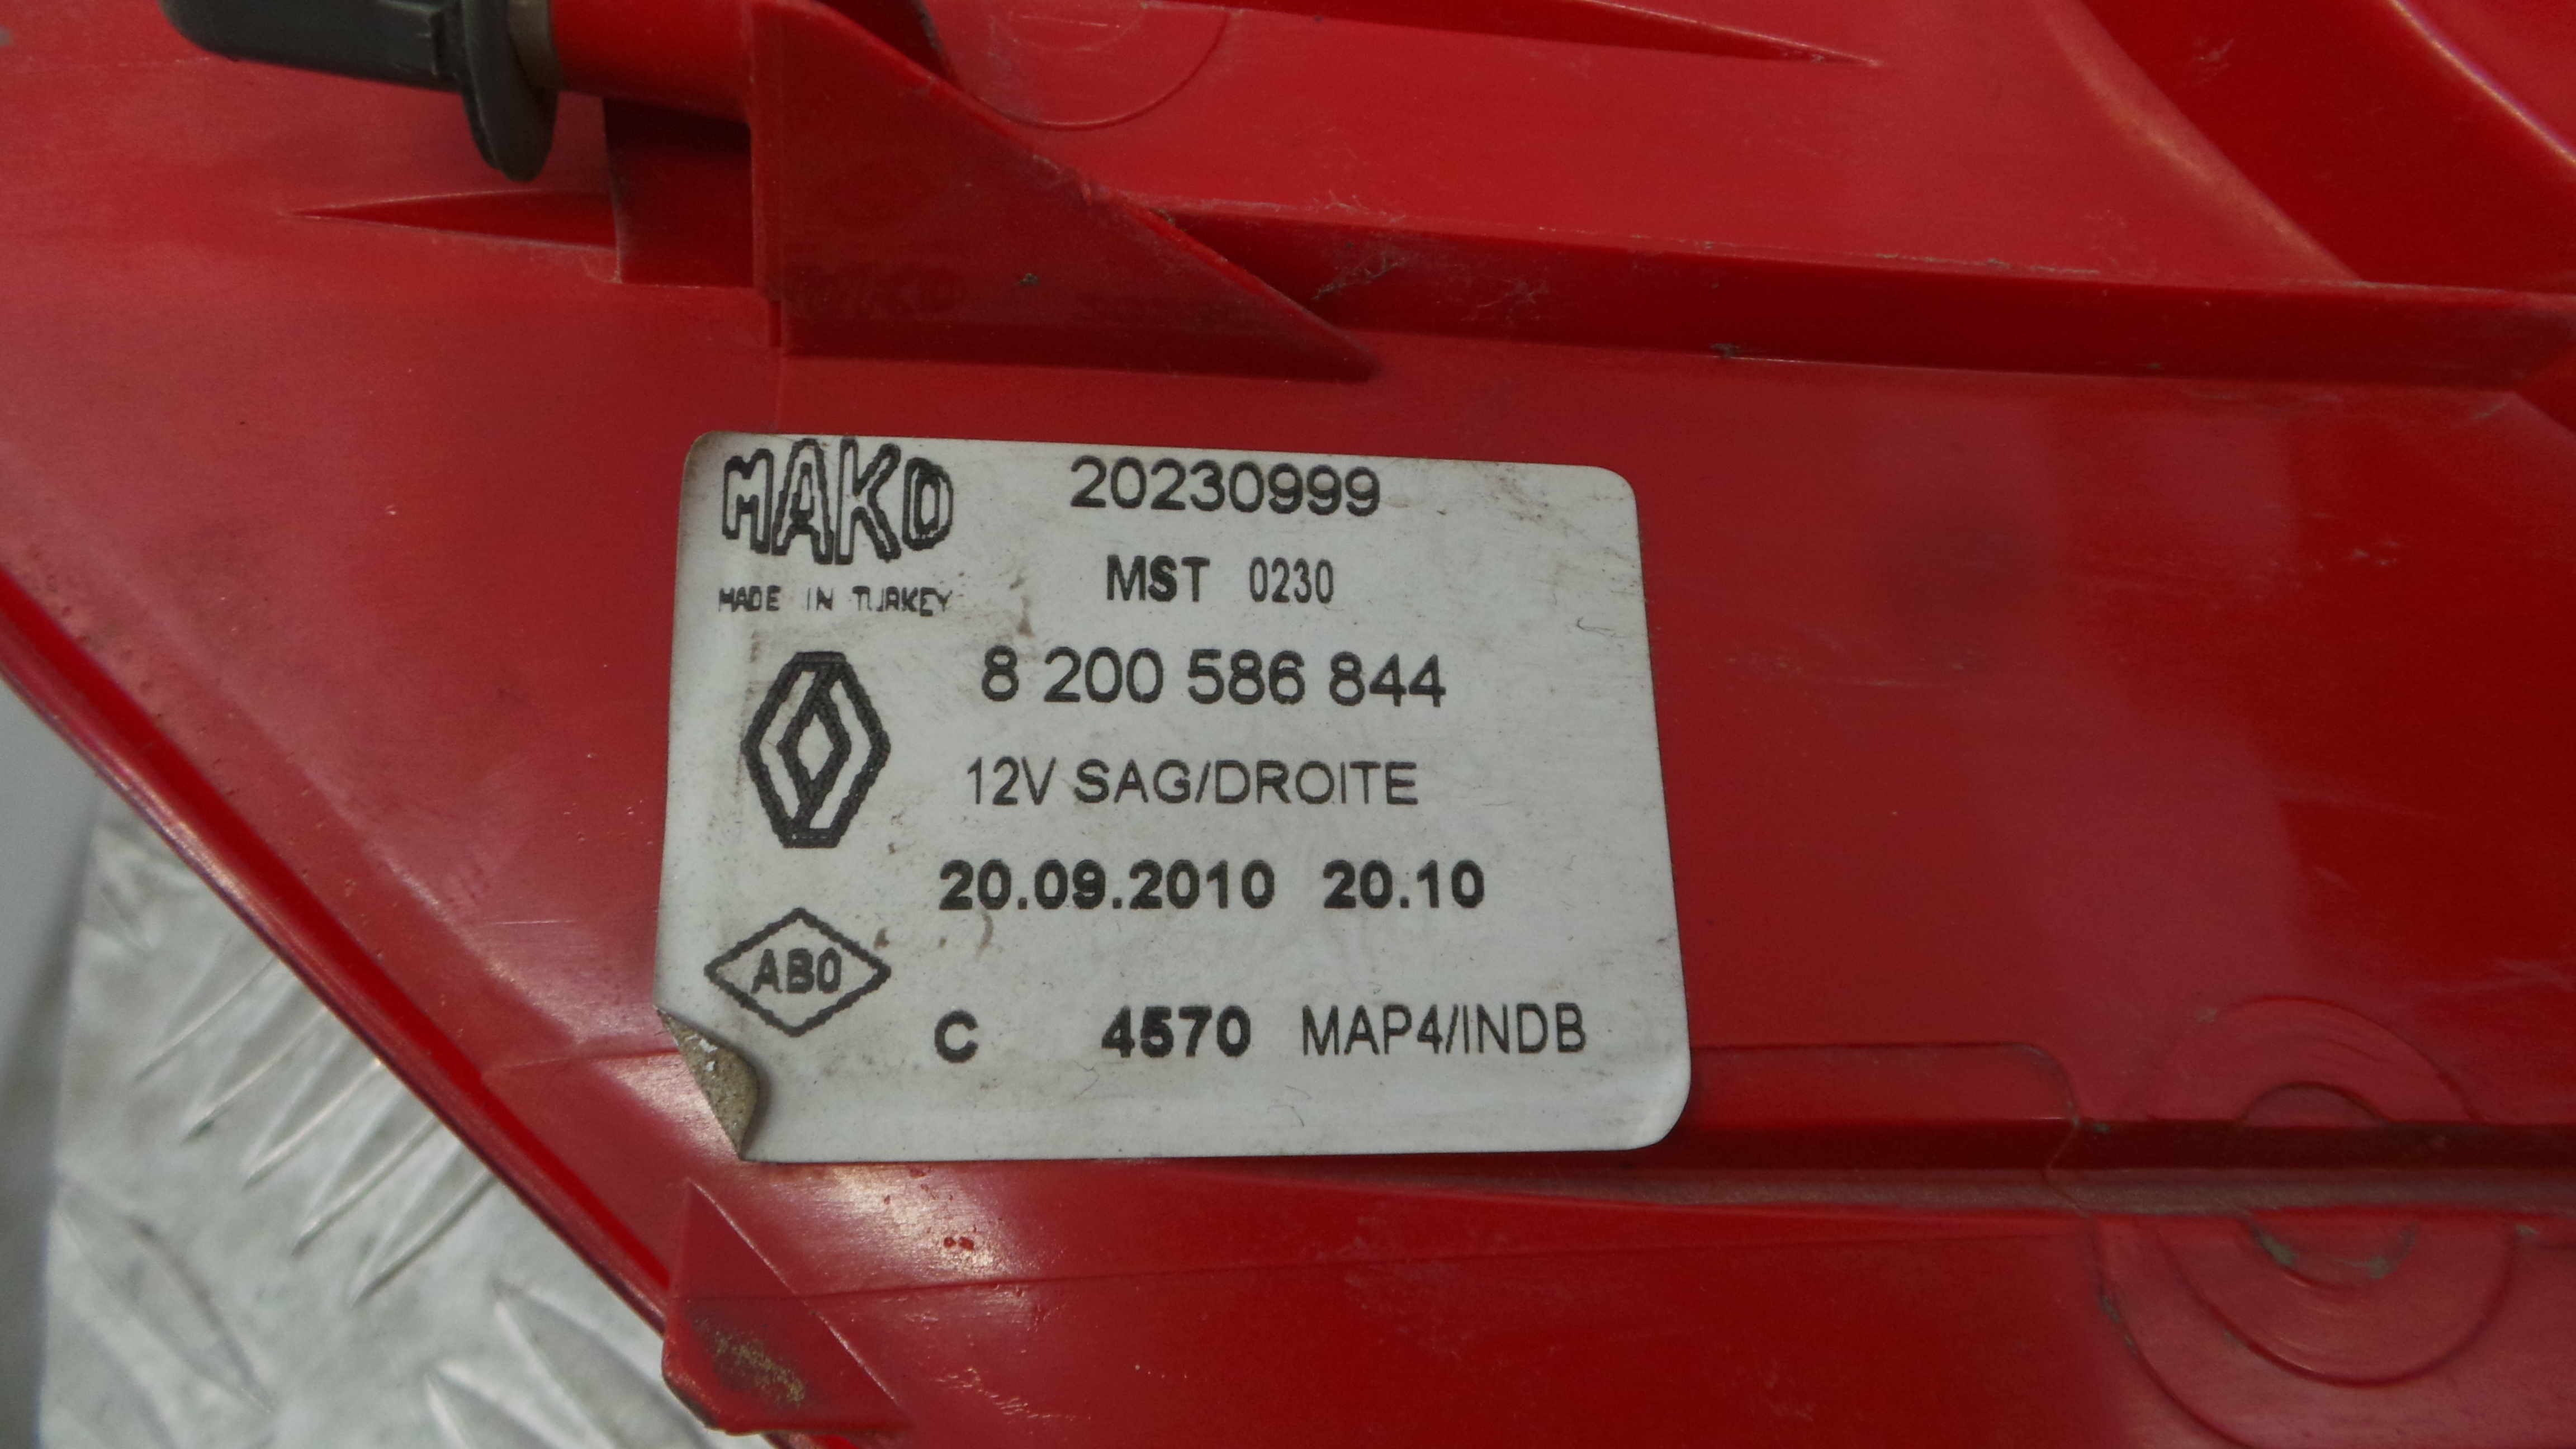 MAKO 20230999
MADE IN TURKEY MST 0230
8 200 586 844
12V SAG/DROITE
20.09.2010 20.10
AB0
C 4570 MAP4/INDB